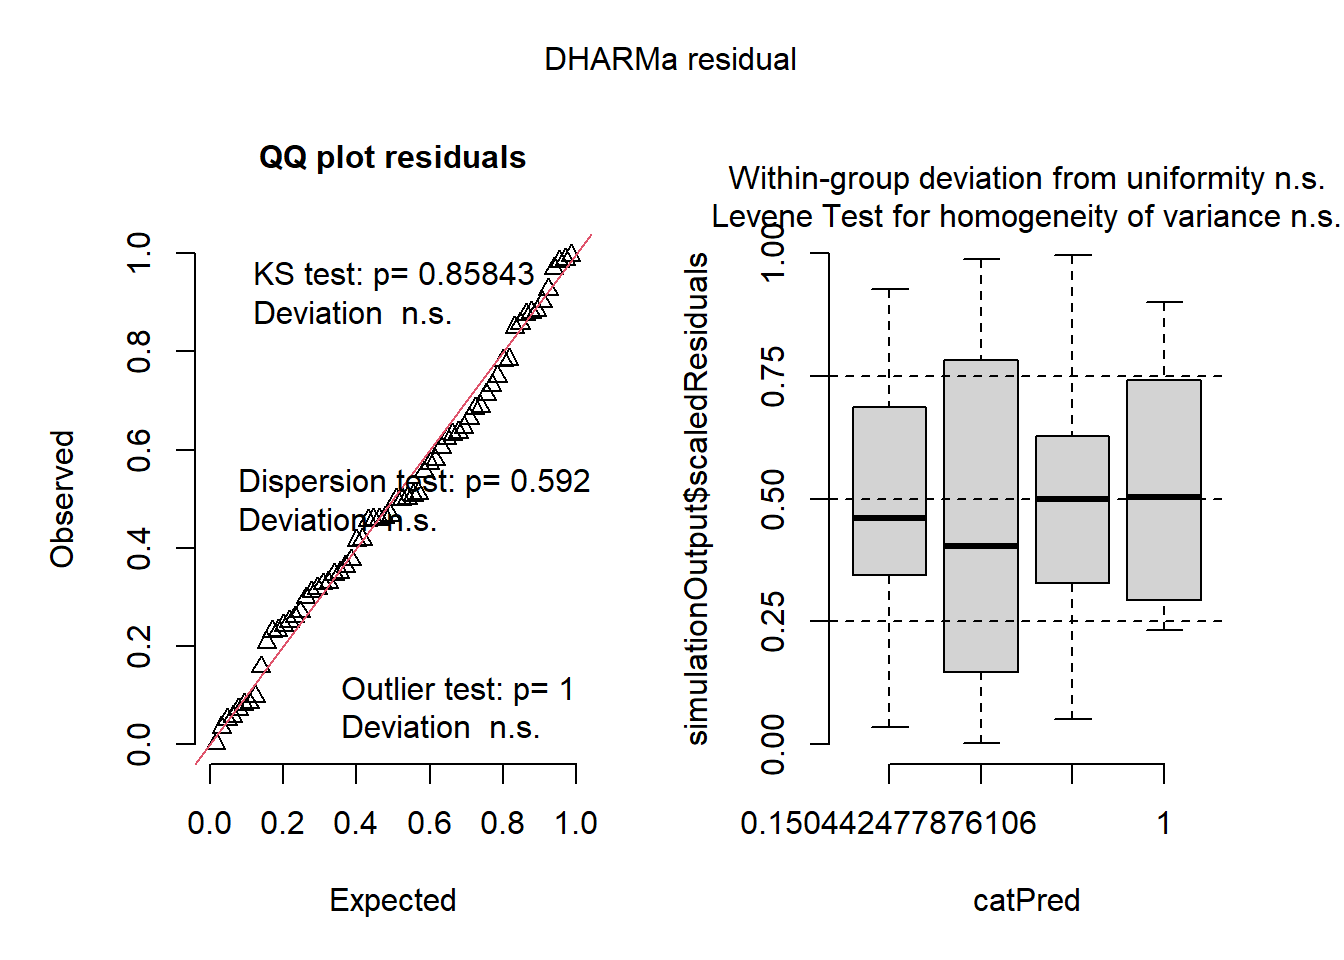 DHARMa residual
QQ plot residuals
KS test: p= 0.85843
Deviation  n.s.
Dispersion test: p= 0.592
Deviation  n.s.
Outlier test: p= 1
Deviation  n.s.
Observed
0.0 0.2 0.4 0.6 0.8 1.0
0.0 0.2 0.4 0.6 0.8 1.0
Expected
Within-group deviation from uniformity n.s.
Levene Test for homogeneity of variance n.s.
simulationOutput$scaledResiduals
0.00 0.25 0.50 0.75 1.00
0.150442477876106 1
catPred